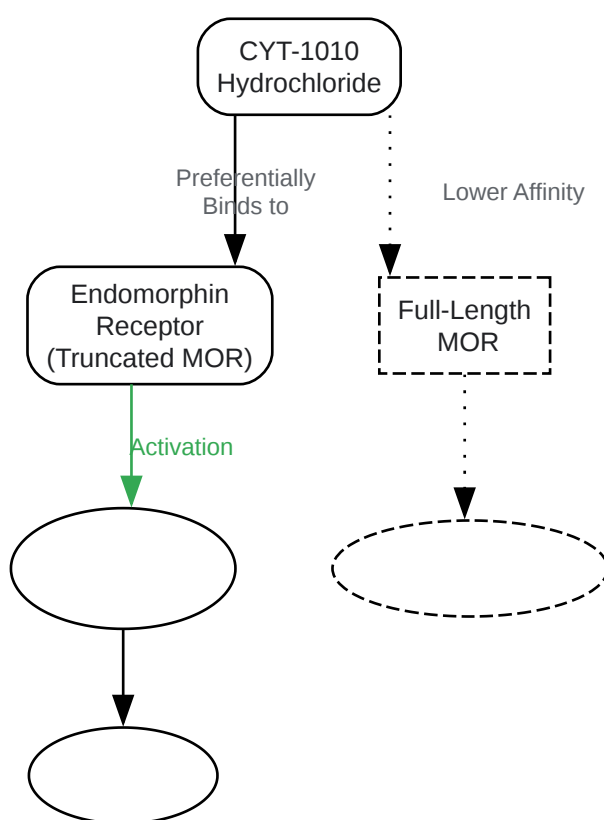 CYT-1010
Hydrochloride
Preferentially
Binds to
Lower Affinity
Endomorphin
Receptor
(Truncated MOR)
Full-Length
MOR
Activation